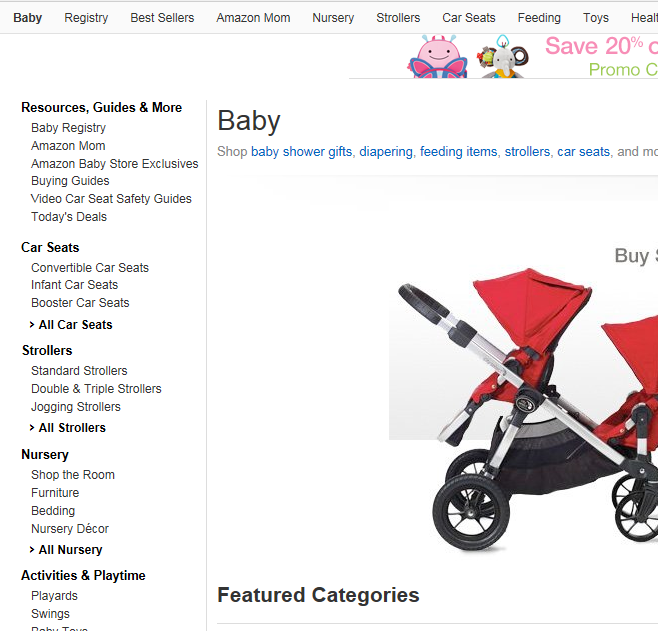 Baby Registry Best Sellers Amazon Mom Nursery Strollers Car Seats Feeding Toys
Save 20%
Promo
Resources, Guides & More
Baby Registry
Amazon Mom
Amazon Baby Store Exclusives
Buying Guides
Video Car Seat Safety Guides
Today's Deals
Car Seats
Convertible Car Seats
Infant Car Seats
Booster Car Seats
› All Car Seats
Strollers
Standard Strollers
Double & Triple Strollers
Jogging Strollers
› All Strollers
Nursery
Shop the Room
Furniture
Bedding
Nursery Décor
› All Nursery
Activities & Playtime
Playards
Swings
Baby Toys
Baby
Shop baby shower gifts, diapering, feeding items, strollers, car seats, and
Buy
Featured Categories